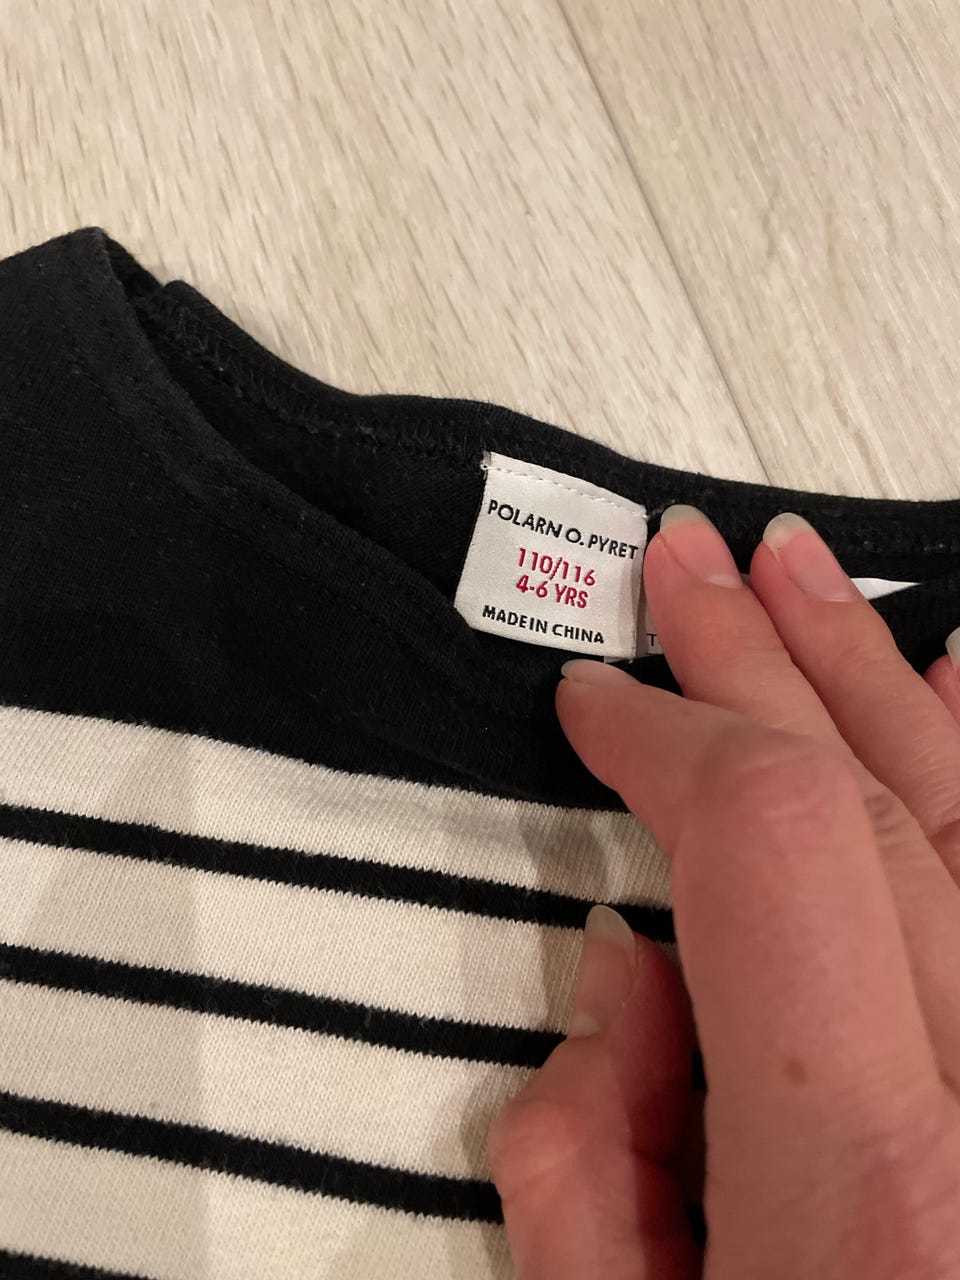 POLARN O. PYRET
110/116
4-6 YRS
MADE IN CHINA